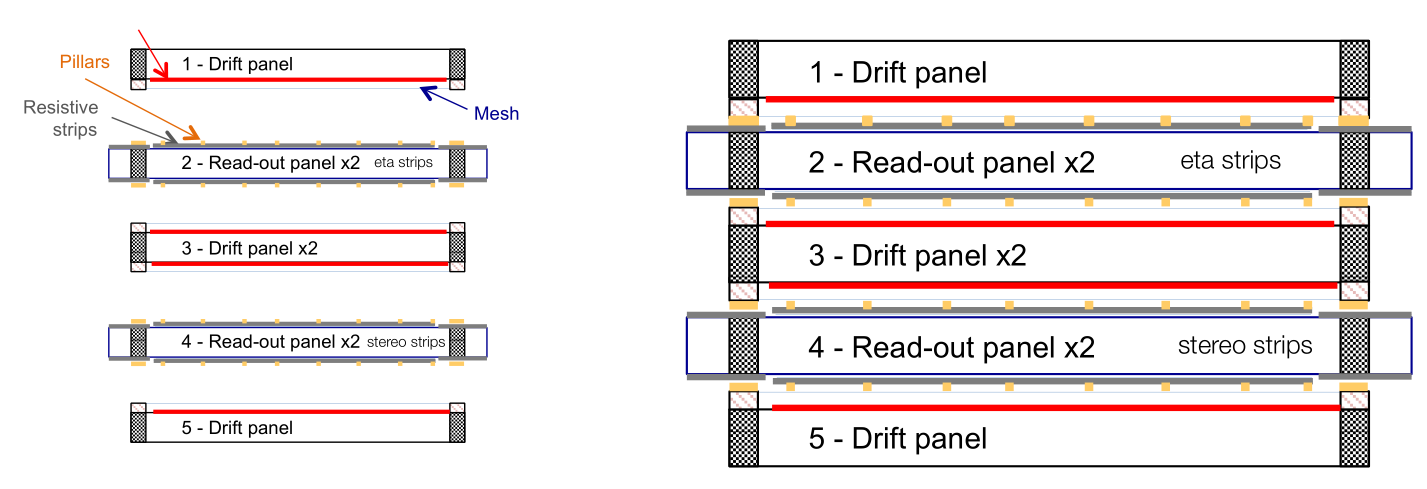 1 - Drift panel
Pillars
Mesh
Resistive
strips
2 - Read-out panel x2 eta strips
3 - Drift panel x2
4 - Read-out panel x2 stereo strips
5 - Drift panel
1 - Drift panel
2 - Read-out panel x2 eta strips
3 - Drift panel x2
4 - Read-out panel x2 stereo strips
5 - Drift panel